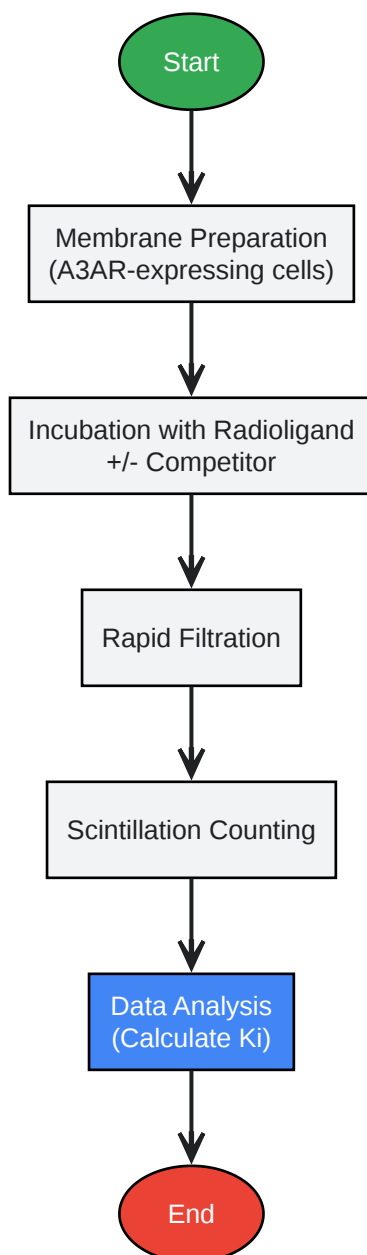 Start
Membrane Preparation
(A3AR-expressing cells)
Incubation with Radioligand
+/- Competitor
Rapid Filtration
Scintillation Counting
Data Analysis
(Calculate Ki)
End